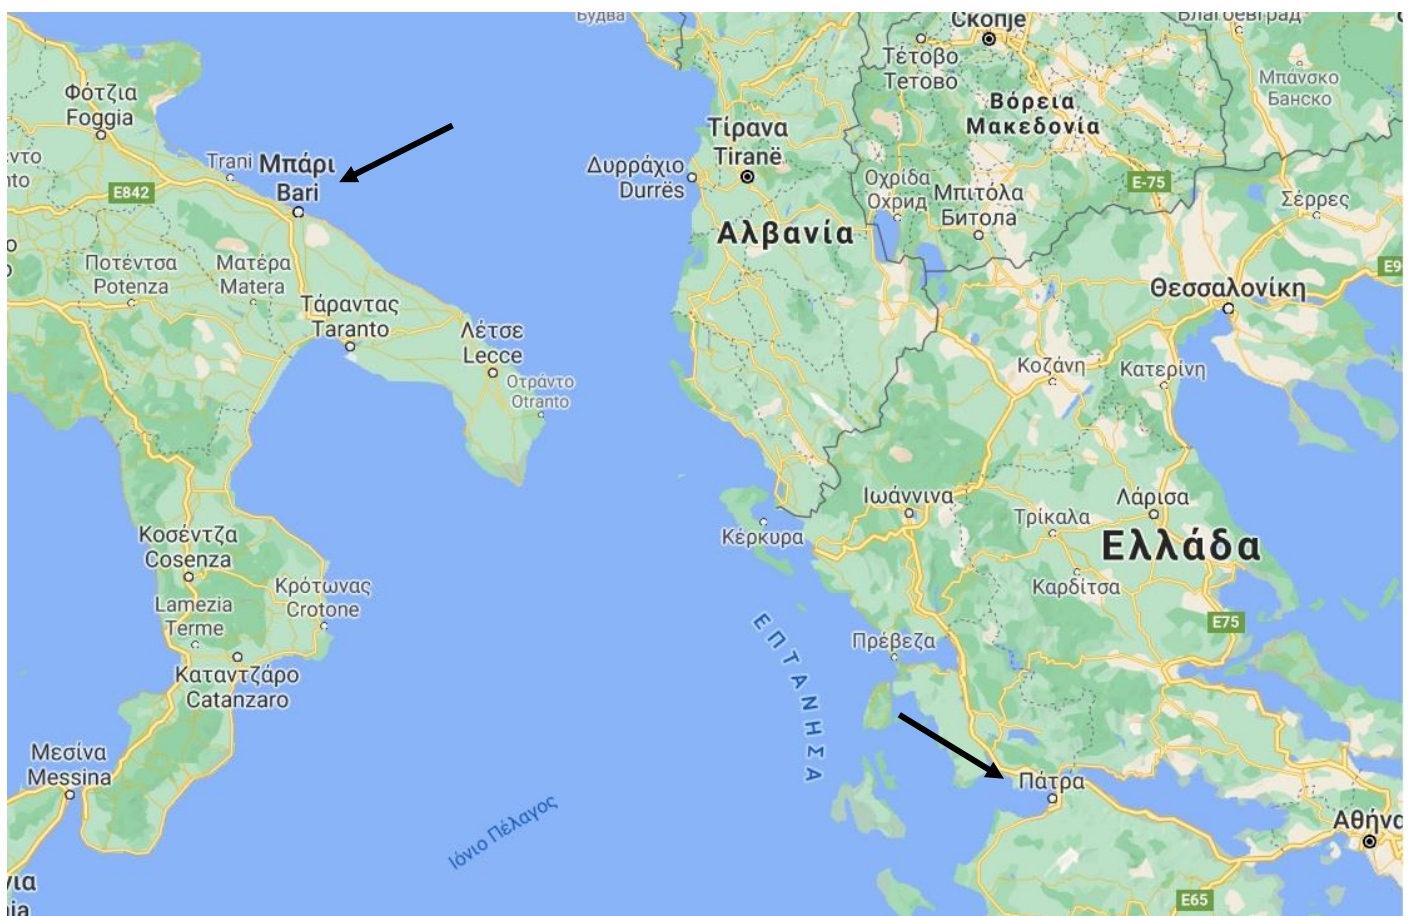 Будва
Скопје
Благоевград
Τέτοβο
Тетово
Μπάνσκο
Банско
Φότζια
Foggia
Βόρεια
Μακεδονία
Τίρανα
Tiranë
Trani
Μπάρι
Bari
Δυρράχιο
Durrës
Οχρίδα
Охрид
Μπιτόλα
Битола
E-75
Σέρρες
E842
Αλβανία
Ποτέντσα
Potenza
Ματέρα
Matera
Θεσσαλονίκη
E9
Τάραντας
Taranto
Λέτσε
Lecce
Οτράντο
Otranto
Κοζάνη
Κατερίνη
Ιωάννινα
Λάρισα
Τρίκαλα
Κέρκυρα
Ελλάδα
Κοσέντζα
Cosenza
Κρότωνας
Crotone
Καρδίτσα
Lamezia
Terme
E75
Πρέβεζα
ΕΠΤΑΝΗΣΑ
Καταντζάρο
Catanzaro
Μεσίνα
Messina
Πάτρα
Ιόνιο Πέλαγος
Αθήνα
E65